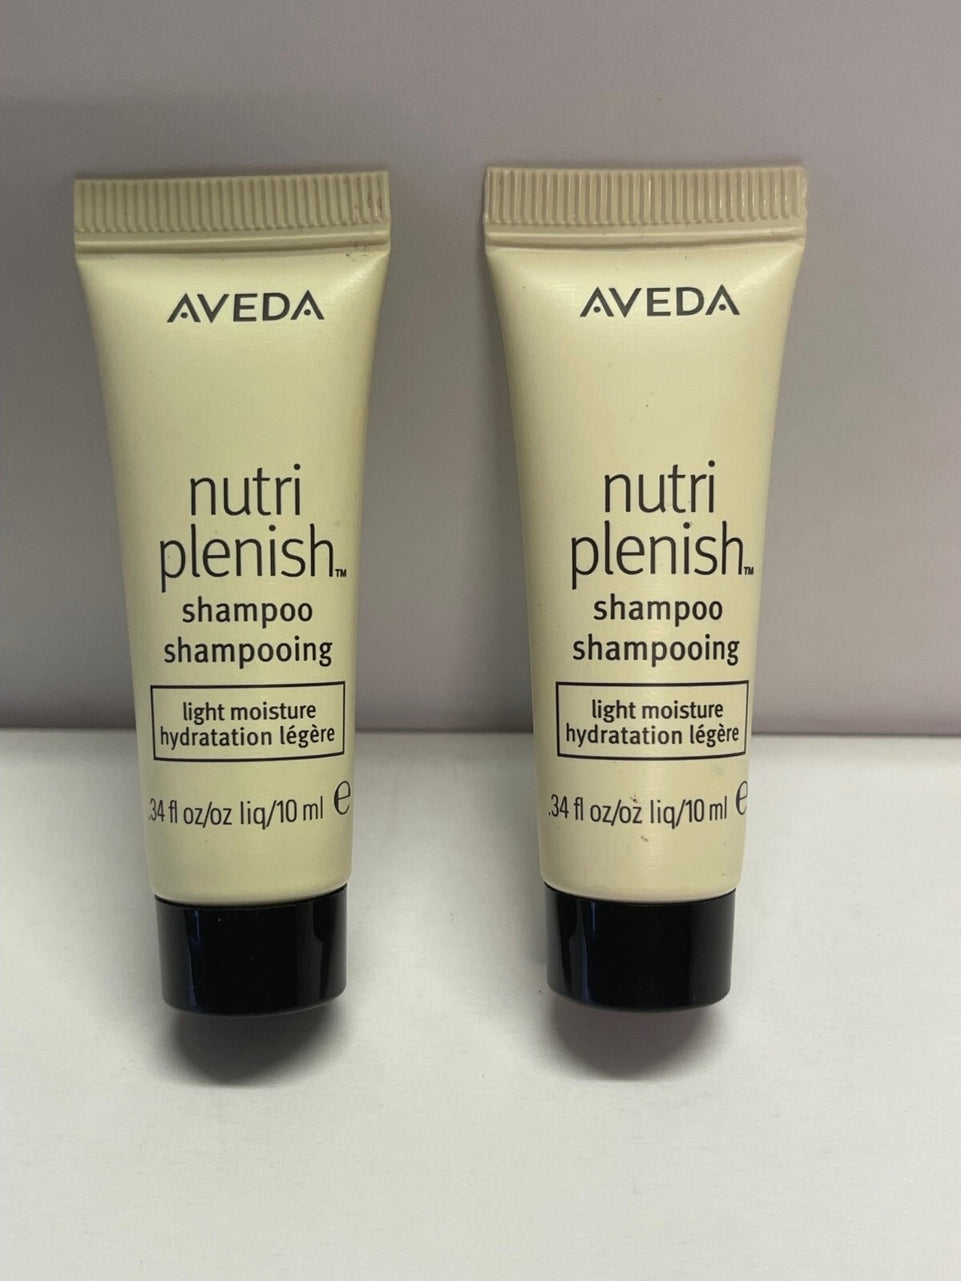 AVEDA
nutri
plenish™
shampoo
shampooing
light moisture
hydratation légère
.34 fl oz/oz liq/10 ml ℮
AVEDA
nutri
plenish™
shampoo
shampooing
light moisture
hydratation légère
.34 fl oz/oz liq/10 ml ℮